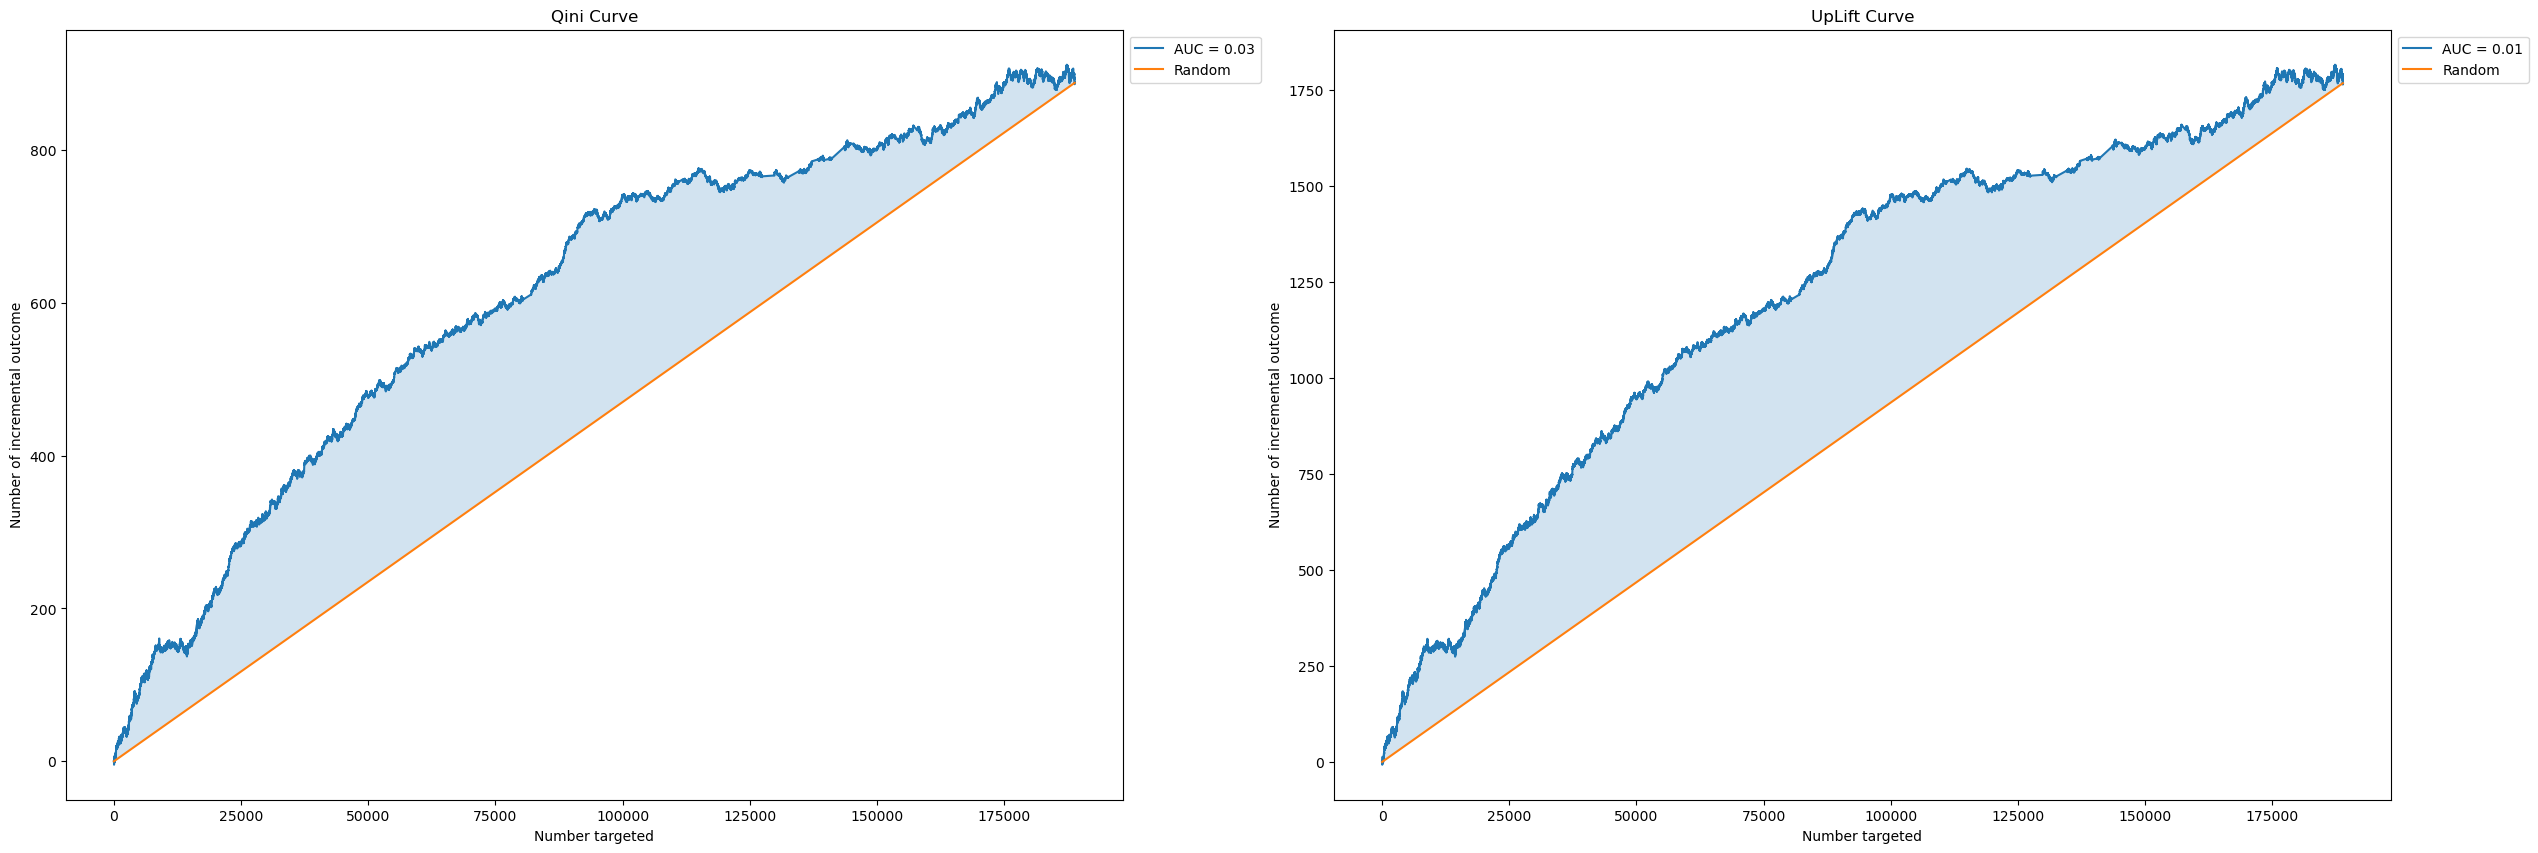 Qini Curve
AUC = 0.03
Random
Number of incremental outcome
800
600
400
200
0
0 25000 50000 75000 100000 125000 150000 175000
Number targeted
UpLift Curve
AUC = 0.01
Random
Number of incremental outcome
1750
1500
1250
1000
750
500
250
0
0 25000 50000 75000 100000 125000 150000 175000
Number targeted